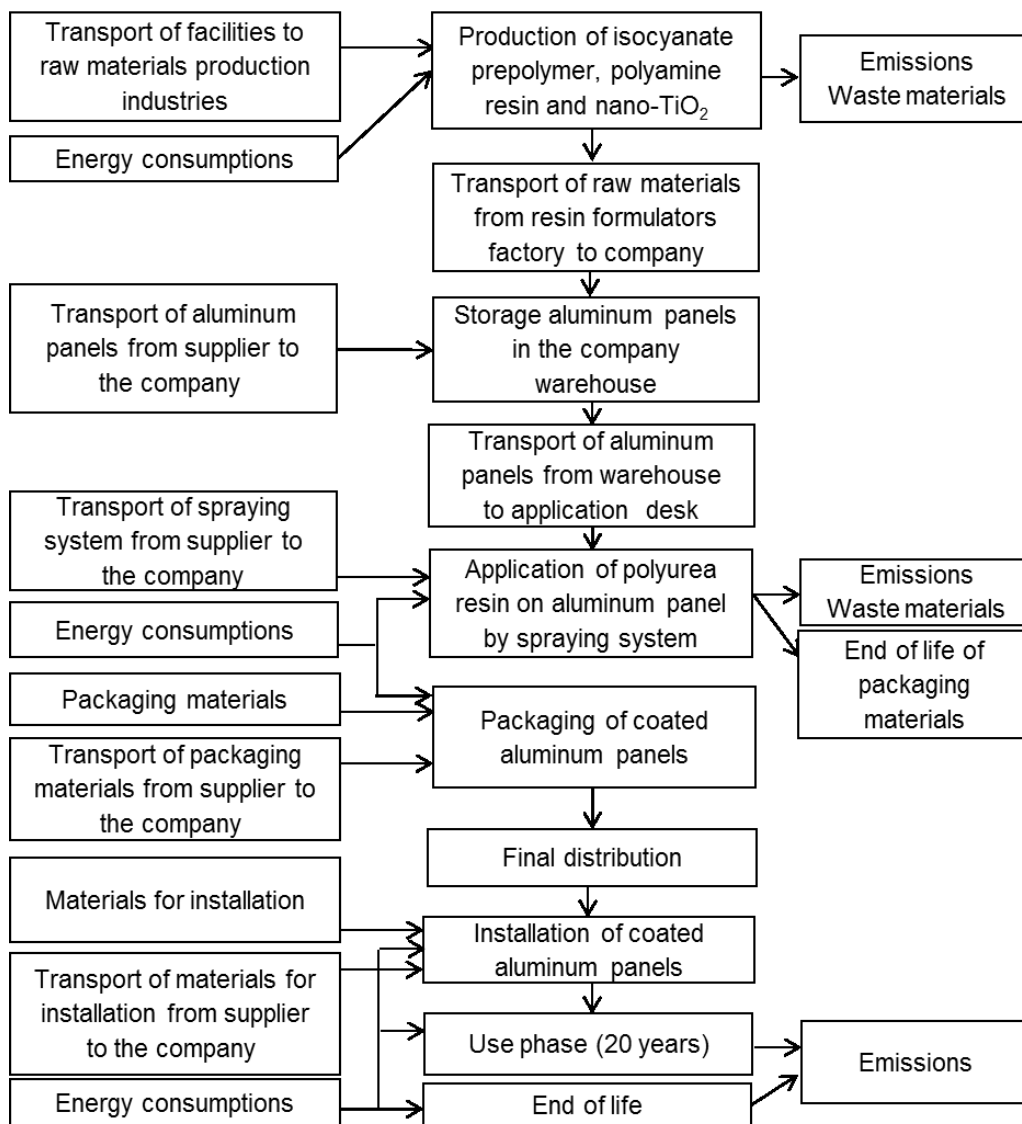 Transport of facilities to
raw materials production
industries
Production of isocyanate
prepolymer, polyamine
resin and nano-TiO₂
Emissions
Waste materials
Energy consumptions
Transport of raw materials
from resin formulators
factory to company
Transport of aluminum
panels from supplier to
the company
Storage aluminum panels
in the company
warehouse
Transport of aluminum
panels from warehouse
to application desk
Transport of spraying
system from supplier to
the company
Application of polyurea
resin on aluminum panel
by spraying system
Emissions
Waste materials
Energy consumptions
End of life of
packaging
materials
Packaging materials
Packaging of coated
aluminum panels
Transport of packaging
materials from supplier to
the company
Final distribution
Materials for installation
Installation of coated
aluminum panels
Transport of materials for
installation from supplier
to the company
Use phase (20 years)
Emissions
Energy consumptions
End of life